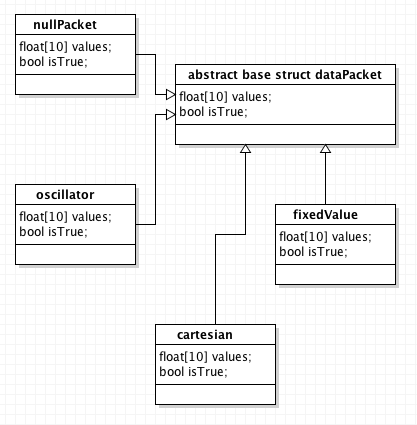 nullPacket
float[10] values;
bool isTrue;
abstract base struct dataPacket
float[10] values;
bool isTrue;
oscillator
float[10] values;
bool isTrue;
fixedValue
float[10] values;
bool isTrue;
cartesian
float[10] values;
bool isTrue;